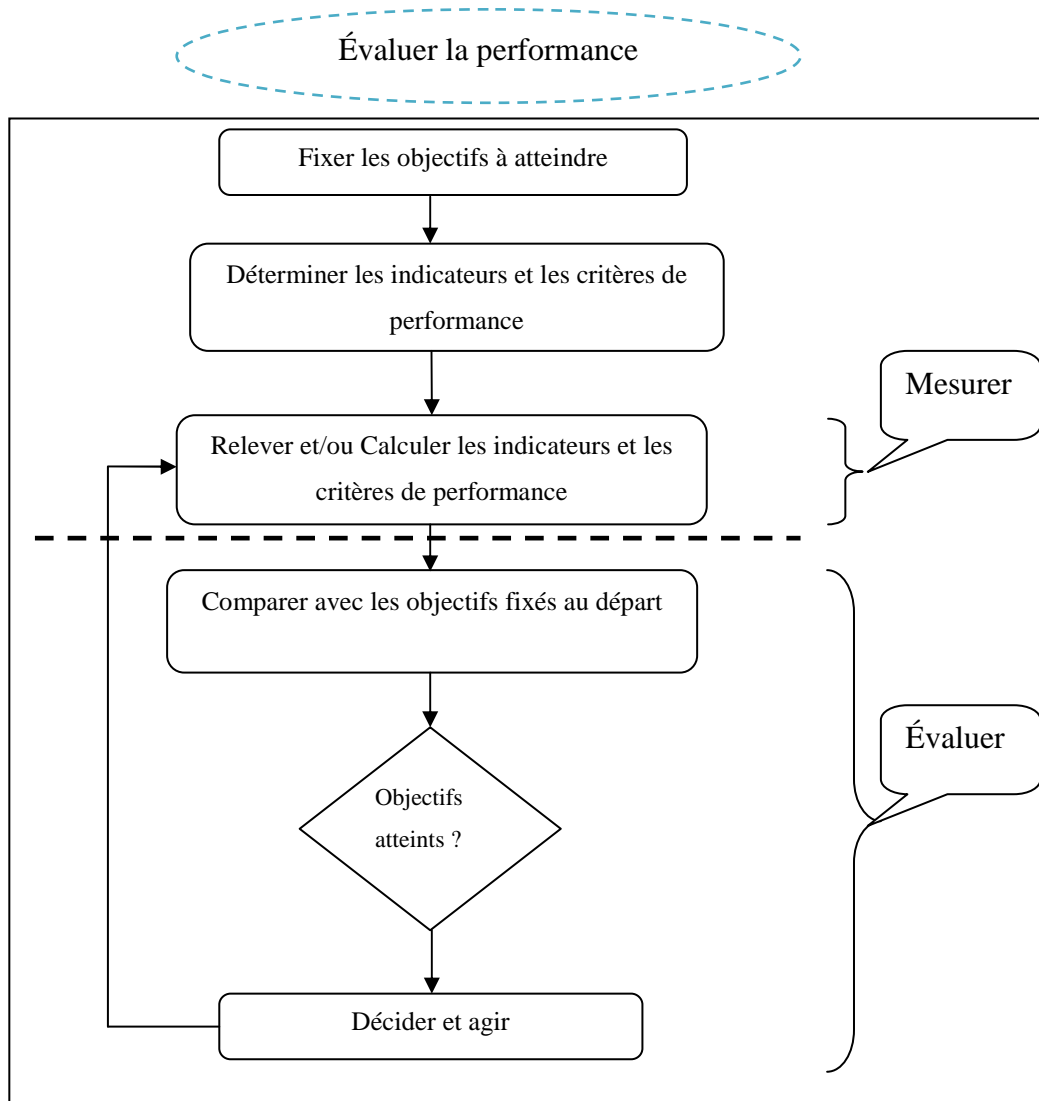 Évaluer la performance
Fixer les objectifs à atteindre
Déterminer les indicateurs et les critères de
performance
Mesurer
Relever et/ou Calculer les indicateurs et les
critères de performance
Comparer avec les objectifs fixés au départ
Évaluer
Objectifs
atteints ?
Décider et agir